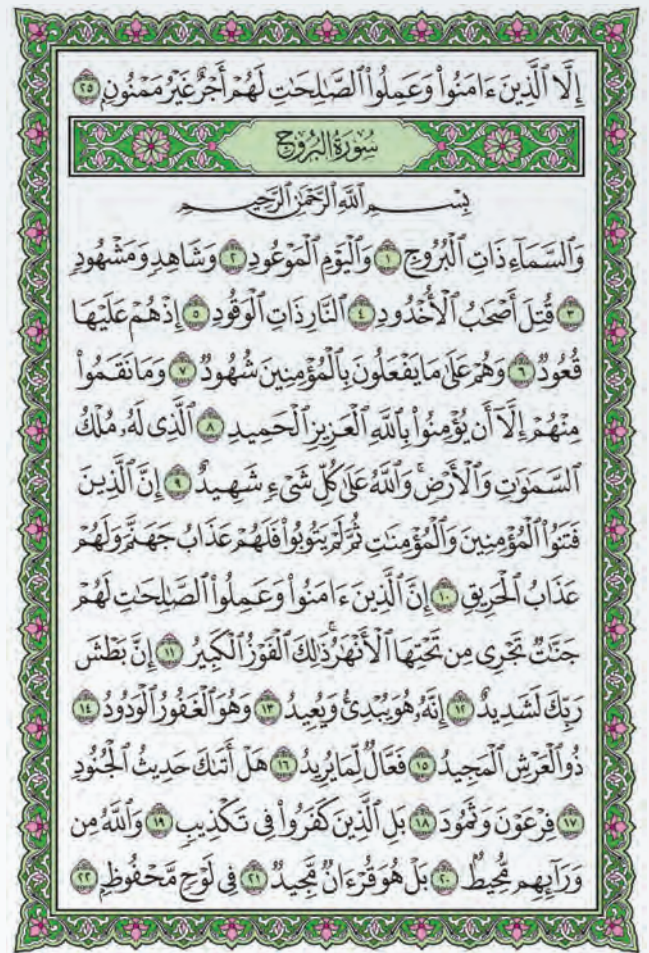 إِلَّا ٱلَّذِينَ ءَامَنُوا۟ وَعَمِلُوا۟ ٱلصَّـٰلِحَـٰتِ لَهُمْ أَجْرٌ غَيْرُ مَمْنُونٍۭ ٢٥
سُورَةُ البُرُوجِ
بِسْمِ ٱللَّهِ ٱلرَّحْمَـٰنِ ٱلرَّحِيمِ
وَٱلسَّمَآءِ ذَاتِ ٱلْبُرُوجِ ١ وَٱلْيَوْمِ ٱلْمَوْعُودِ ٢ وَشَاهِدٍ وَمَشْهُودٍ
٣ قُتِلَ أَصْحَـٰبُ ٱلْأُخْدُودِ ٤ ٱلنَّارِ ذَاتِ ٱلْوَقُودِ ٥ إِذْ هُمْ عَلَيْهَا
قُعُودٌ ٦ وَهُمْ عَلَىٰ مَا يَفْعَلُونَ بِٱلْمُؤْمِنِينَ شُهُودٌ ٧ وَمَا نَقَمُوا۟
مِنْهُمْ إِلَّآ أَن يُؤْمِنُوا۟ بِٱللَّهِ ٱلْعَزِيزِ ٱلْحَمِيدِ ٨ ٱلَّذِى لَهُۥ مُلْكُ
ٱلسَّمَـٰوَٰتِ وَٱلْأَرْضِ ۚ وَٱللَّهُ عَلَىٰ كُلِّ شَىْءٍ شَهِيدٌ ٩ إِنَّ ٱلَّذِينَ
فَتَنُوا۟ ٱلْمُؤْمِنِينَ وَٱلْمُؤْمِنَـٰتِ ثُمَّ لَمْ يَتُوبُوا۟ فَلَهُمْ عَذَابُ جَهَنَّمَ وَلَهُمْ
عَذَابُ ٱلْحَرِيقِ ١٠ إِنَّ ٱلَّذِينَ ءَامَنُوا۟ وَعَمِلُوا۟ ٱلصَّـٰلِحَـٰتِ لَهُمْ
جَنَّـٰتٌ تَجْرِى مِن تَحْتِهَا ٱلْأَنْهَـٰرُ ۚ ذَٰلِكَ ٱلْفَوْزُ ٱلْكَبِيرُ ١١ إِنَّ بَطْشَ
رَبِّكَ لَشَدِيدٌ ١٢ إِنَّهُۥ هُوَ يُبْدِئُ وَيُعِيدُ ١٣ وَهُوَ ٱلْغَفُورُ ٱلْوَدُودُ ١٤
ذُو ٱلْعَرْشِ ٱلْمَجِيدُ ١٥ فَعَّالٌ لِّمَا يُرِيدُ ١٦ هَلْ أَتَىٰكَ حَدِيثُ ٱلْجُنُودِ
١٧ فِرْعَوْنَ وَثَمُودَ ١٨ بَلِ ٱلَّذِينَ كَفَرُوا۟ فِى تَكْذِيبٍ ١٩ وَٱللَّهُ مِن
وَرَآئِهِم مُّحِيطٌۢ ٢٠ بَلْ هُوَ قُرْءَانٌ مَّجِيدٌ ٢١ فِى لَوْحٍ مَّحْفُوظٍۭ ٢٢